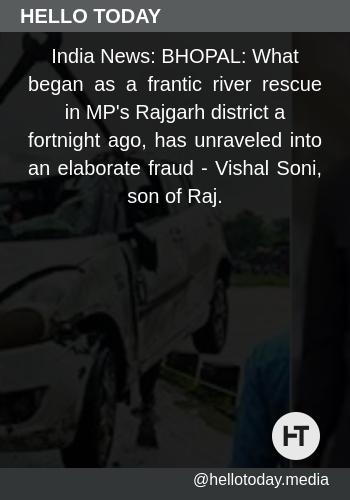 HELLO TODAY
India News: BHOPAL: What
began as a frantic river rescue
in MP's Rajgarh district a
fortnight ago, has unraveled into
an elaborate fraud - Vishal Soni,
son of Raj.
HT
@hellotoday.media